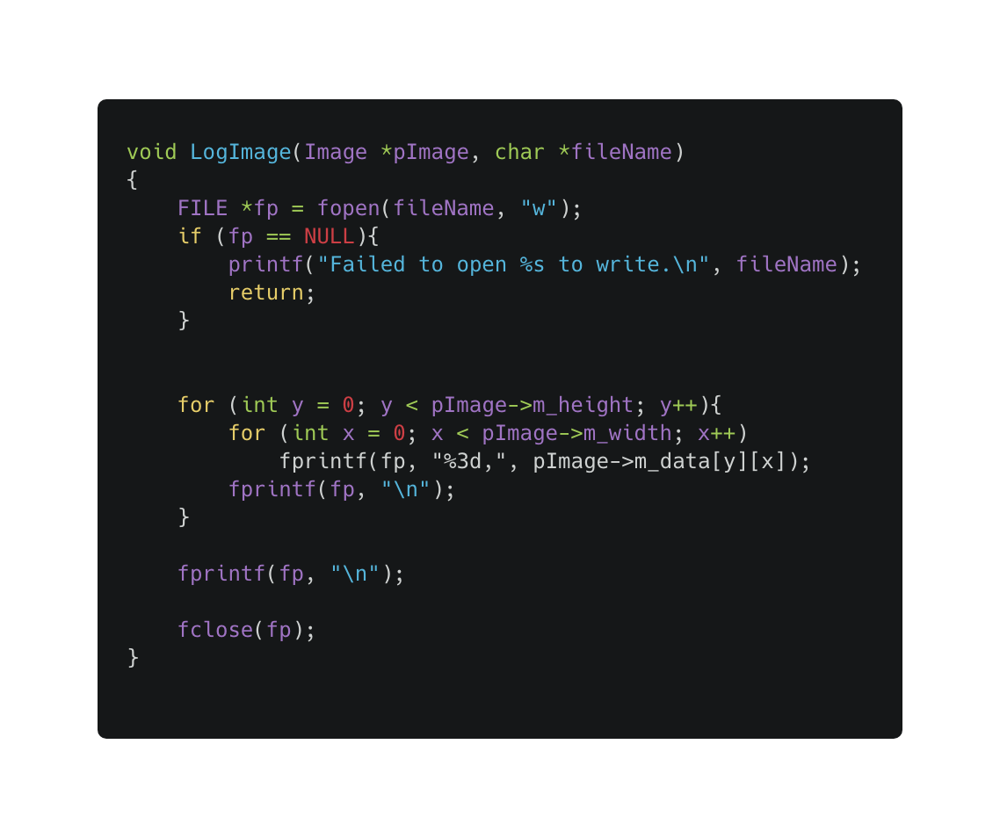 void LogImage(Image *pImage, char *fileName)
{
    FILE *fp = fopen(fileName, "w");
    if (fp == NULL){
        printf("Failed to open %s to write.\n", fileName);
        return;
    }


    for (int y = 0; y < pImage->m_height; y++){
        for (int x = 0; x < pImage->m_width; x++)
            fprintf(fp, "%3d,", pImage->m_data[y][x]);
        fprintf(fp, "\n");
    }

    fprintf(fp, "\n");

    fclose(fp);
}